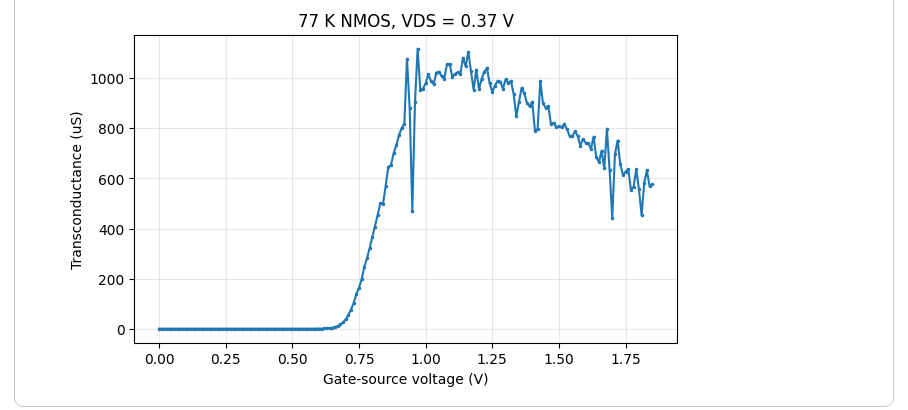 77 K NMOS, VDS = 0.37 V
Transconductance (uS)
1000
800
600
400
200
0
0.00 0.25 0.50 0.75 1.00 1.25 1.50 1.75
Gate-source voltage (V)